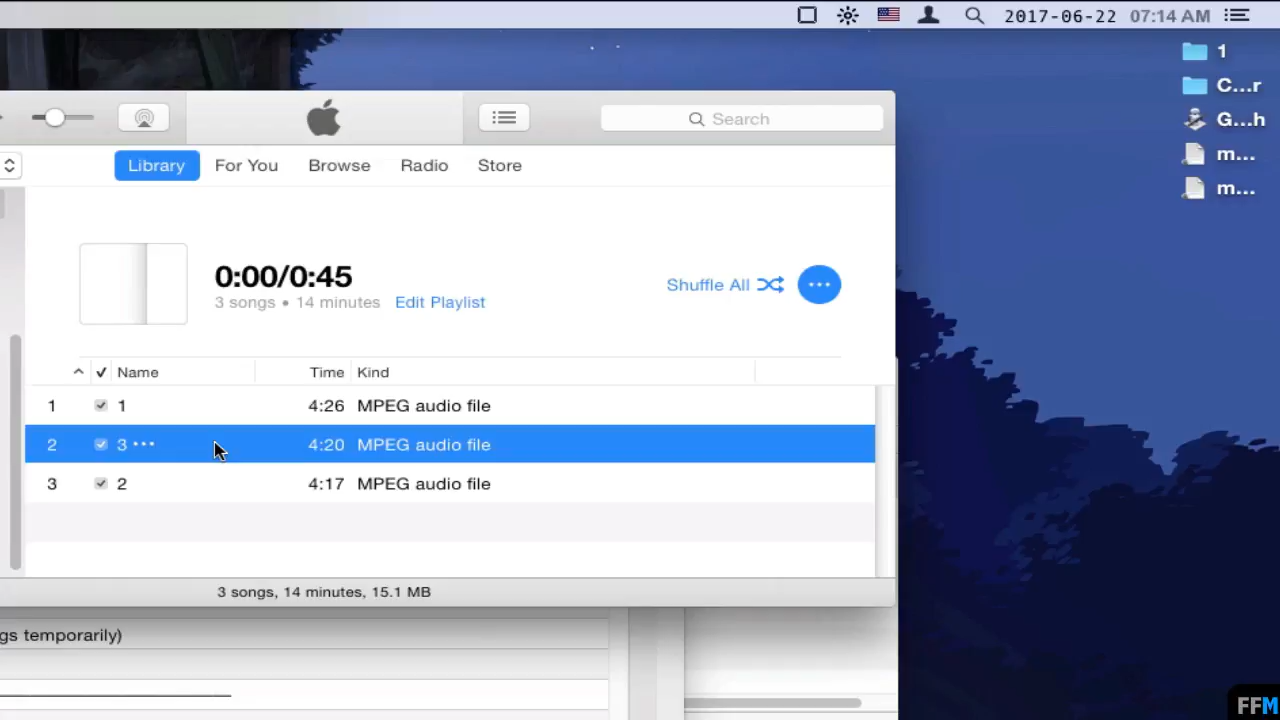 2017-06-22 07:14 AM
1
C...r
G...h
m...
m...
Search
Library For You Browse Radio Store
0:00/0:45
3 songs • 14 minutes Edit Playlist
Shuffle All
Name Time Kind
1 1 4:26 MPEG audio file
2 3 ••• 4:20 MPEG audio file
3 2 4:17 MPEG audio file
3 songs, 14 minutes, 15.1 MB
gs temporarily)
FFM